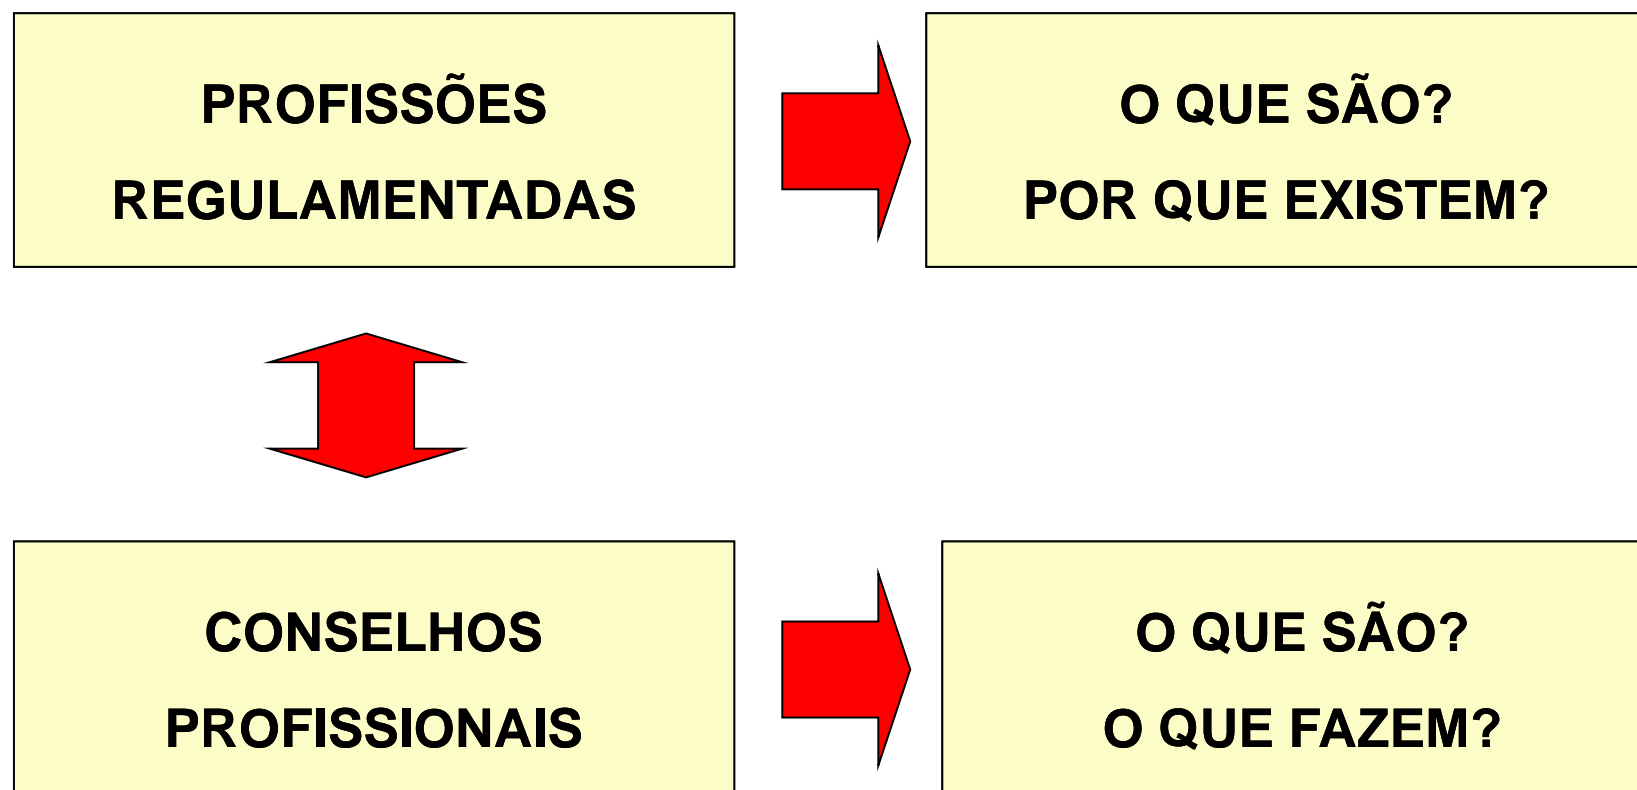 PROFISSÕES
REGULAMENTADAS
O QUE SÃO?
POR QUE EXISTEM?
CONSELHOS
PROFISSIONAIS
O QUE SÃO?
O QUE FAZEM?